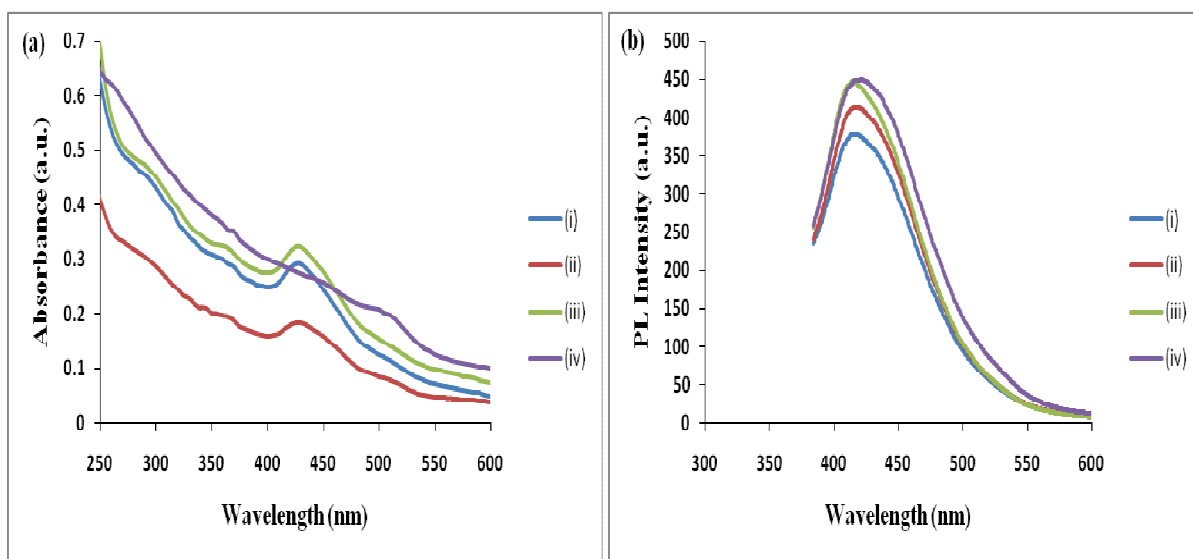 (a)
Absorbance (a.u.)
0.7
0.6
0.5
0.4
0.3
0.2
0.1
0
250 300 350 400 450 500 550 600
Wavelength (nm)
(i)
(ii)
(iii)
(iv)
(b)
PL Intensity (a.u.)
500
450
400
350
300
250
200
150
100
50
0
300 350 400 450 500 550 600
Wavelength (nm)
(i)
(ii)
(iii)
(iv)